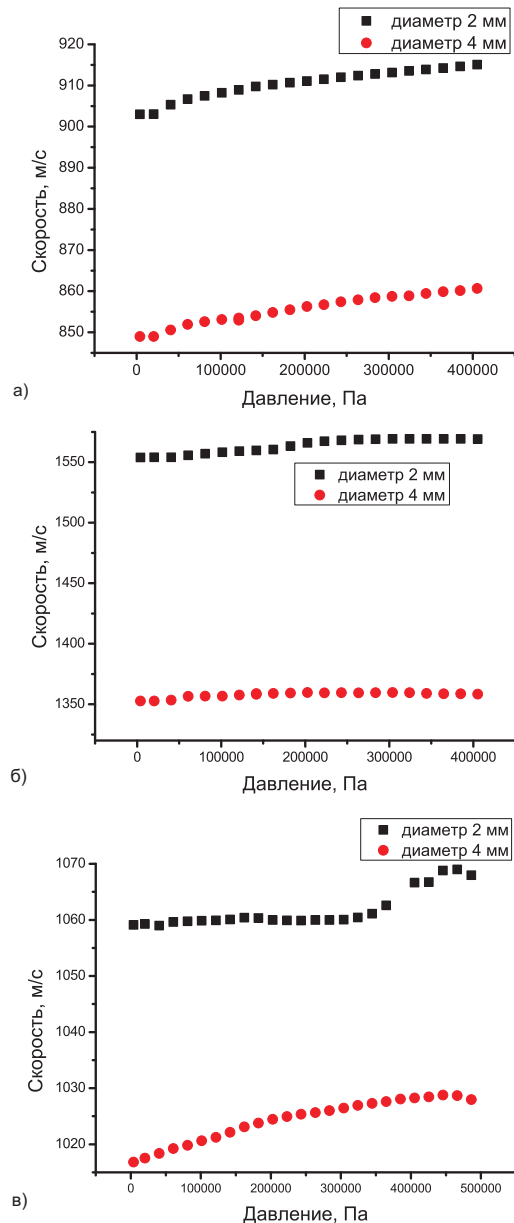 диаметр 2 мм
диаметр 4 мм
920
910
900
890
880
870
860
850
Скорость, м/с
0
100000
200000
300000
400000
Давление, Па
а)
1550
1500
1450
1400
1350
Скорость, м/с
диаметр 2 мм
диаметр 4 мм
0
100000
200000
300000
400000
Давление, Па
б)
диаметр 2 мм
диаметр 4 мм
1070
1060
1050
1040
1030
1020
Скорость, м/с
0
100000
200000
300000
400000
500000
Давление, Па
в)